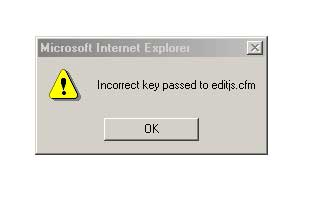 Microsoft Internet Explorer
Incorrect key passed to editjs.cfm
OK